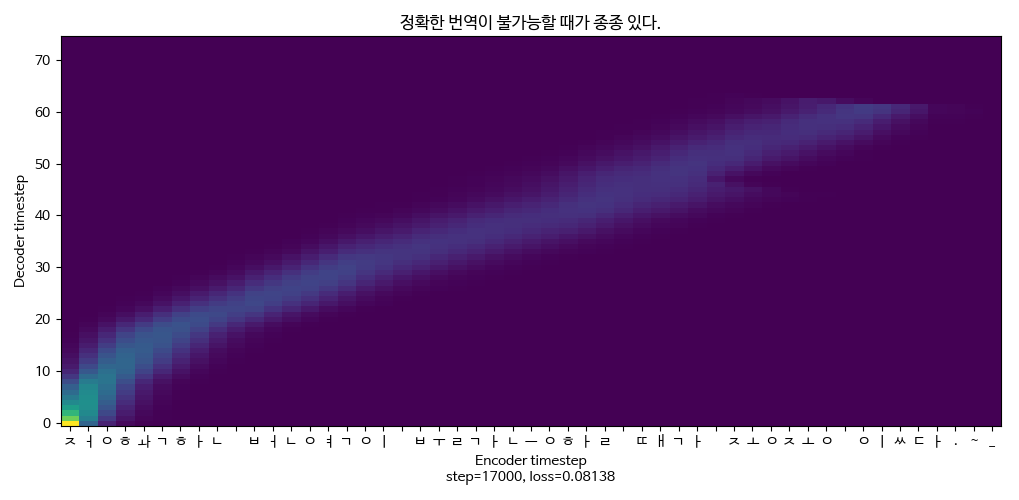 정확한 번역이 불가능할 때가 종종 있다.
70
60
50
40
30
20
10
0
Decoder timestep
ㅈ ㅓ ㅇ ㅎ ㅘ ㄱ ㅎ ㅏ ㄴ ㅂ ㅓ ㄴ ㅇ ㅕ ㄱ ㅇ ㅣ ㅂ ㅜ ㄹ ㄱ ㅏ ㄴ ㅡ ㅇ ㅎ ㅏ ㄹ ㄸ ㅐ ㄱ ㅏ ㅈ ㅗ ㅇ ㅈ ㅗ ㅇ ㅇ ㅣ ㅆ ㄷ ㅏ . ~ _
Encoder timestep
step=17000, loss=0.08138